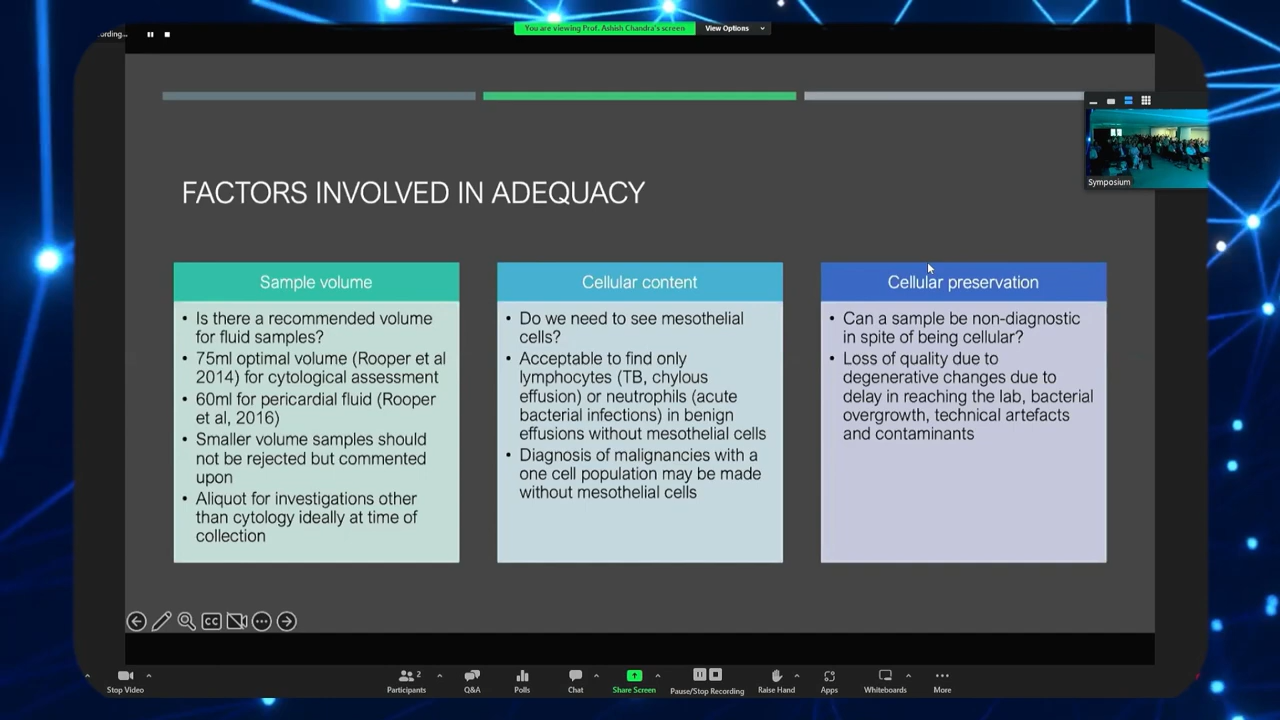 ording...
You are viewing Prof. Ashish Chandra's screen
View Options
Symposium
FACTORS INVOLVED IN ADEQUACY
Sample volume
• Is there a recommended volume
for fluid samples?
• 75ml optimal volume (Rooper et al
2014) for cytological assessment
• 60ml for pericardial fluid (Rooper
et al, 2016)
• Smaller volume samples should
not be rejected but commented
upon
• Aliquot for investigations other
than cytology ideally at time of
collection
Cellular content
• Do we need to see mesothelial
cells?
• Acceptable to find only
lymphocytes (TB, chylous
effusion) or neutrophils (acute
bacterial infections) in benign
effusions without mesothelial cells
• Diagnosis of malignancies with a
one cell population may be made
without mesothelial cells
Cellular preservation
• Can a sample be non-diagnostic
in spite of being cellular?
• Loss of quality due to
degenerative changes due to
delay in reaching the lab, bacterial
overgrowth, technical artefacts
and contaminants
CC
Stop Video
Participants
2
Q&A
Polls
Chat
Share Screen
Pause/Stop Recording
Raise Hand
Apps
Whiteboards
More